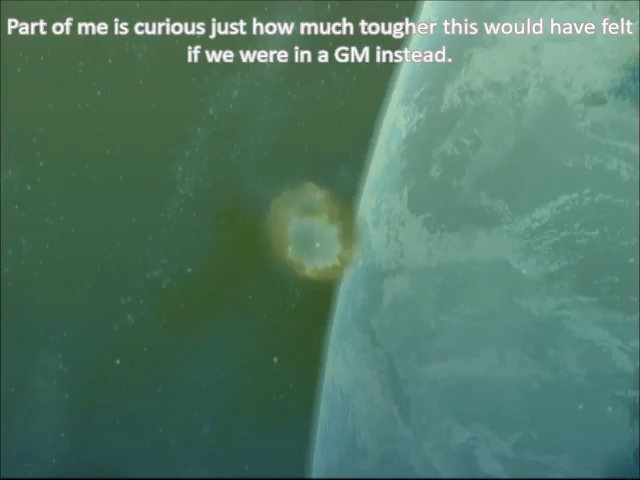 Part of me is curious just how much tougher this would have felt
if we were in a GM instead.